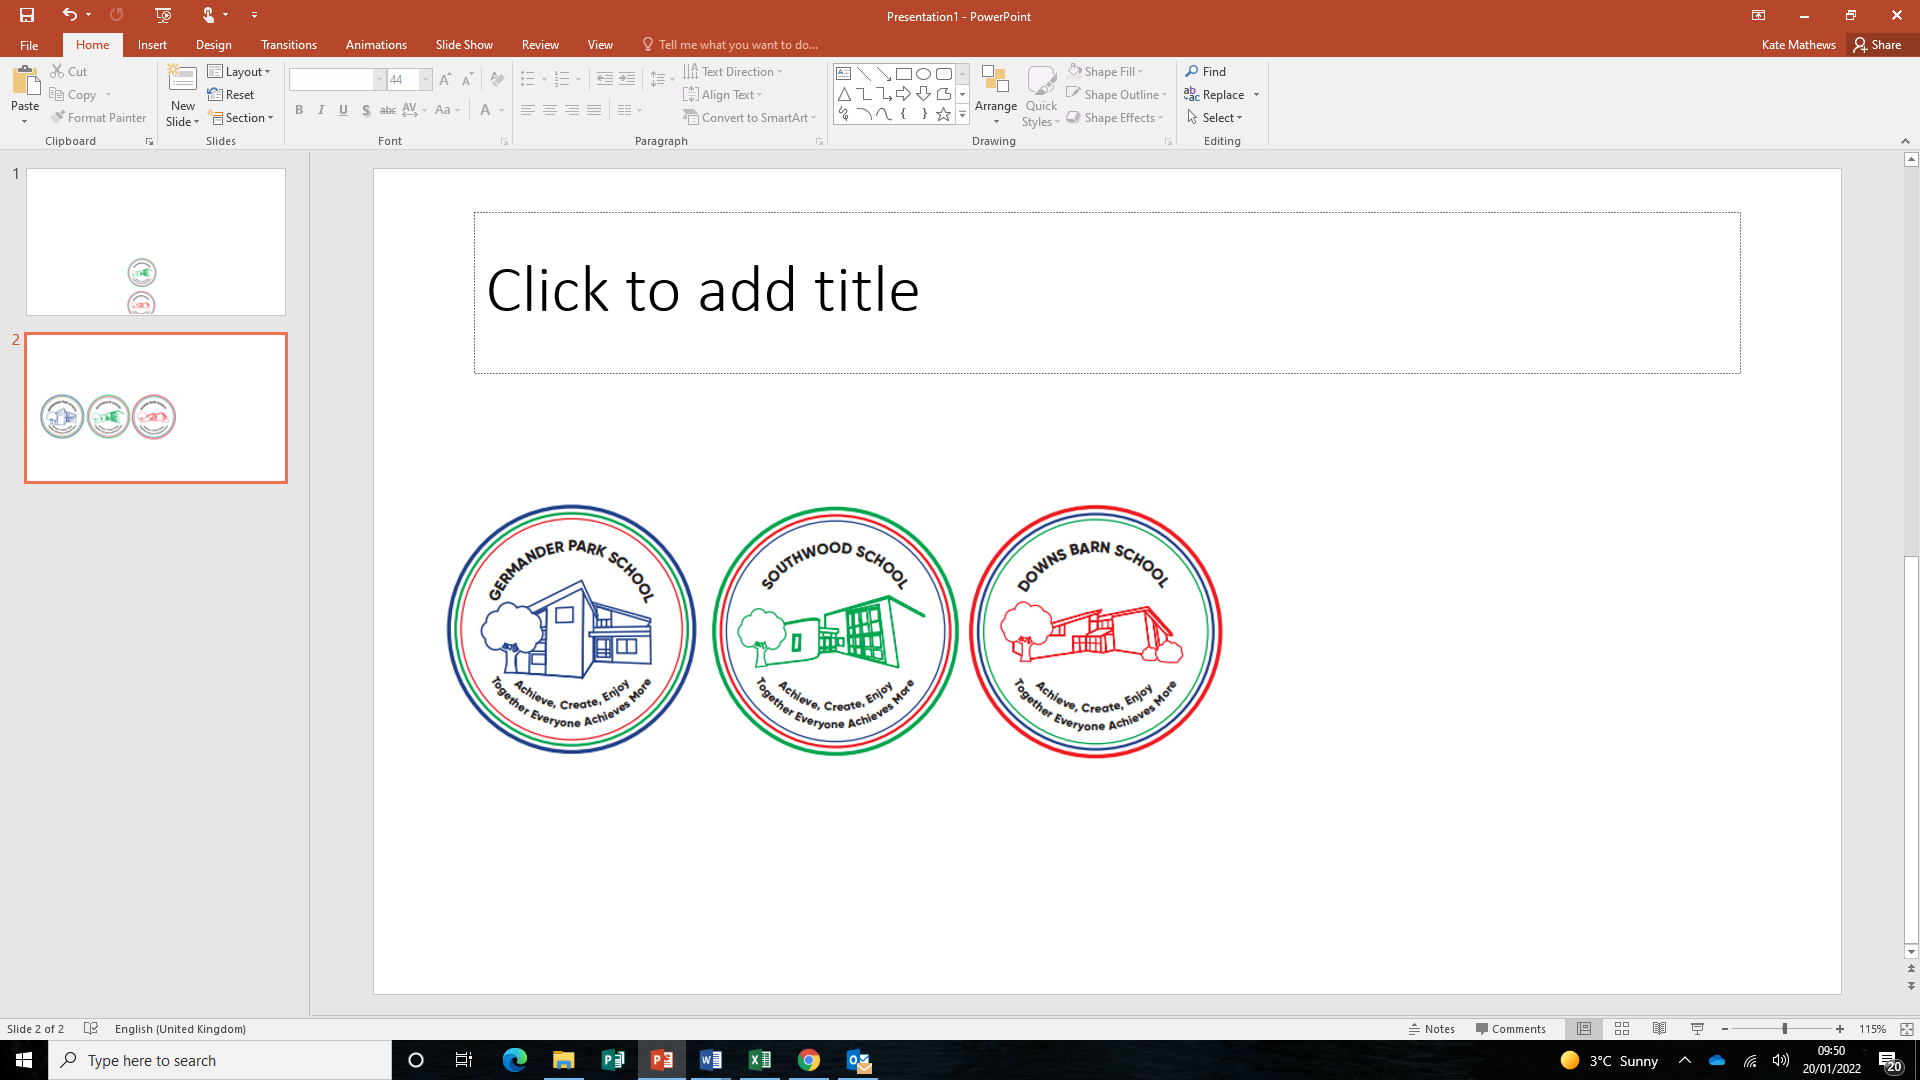 Presentation1 - PowerPoint
File Home Insert Design Transitions Animations Slide Show Review View Tell me what you want to do... Kate Mathews Share
Paste
Cut
Copy
Format Painter
Clipboard
New Slide
Layout
Reset
Section
Slides
44
B I U S abc AV Aa A
Font
Text Direction
Align Text
Convert to SmartArt
Paragraph
Arrange
Quick Styles
Shape Fill
Shape Outline
Shape Effects
Drawing
Find
Replace
Select
Editing
1
2
Click to add title
GERMANDER PARK SCHOOL
Achieve, Create, Enjoy
Together Everyone Achieves More
SOUTHWOOD SCHOOL
Achieve, Create, Enjoy
Together Everyone Achieves More
DOWNS BARN SCHOOL
Achieve, Create, Enjoy
Together Everyone Achieves More
Slide 2 of 2 English (United Kingdom) Notes Comments 115%
Type here to search
3°C Sunny
09:50
20/01/2022
20